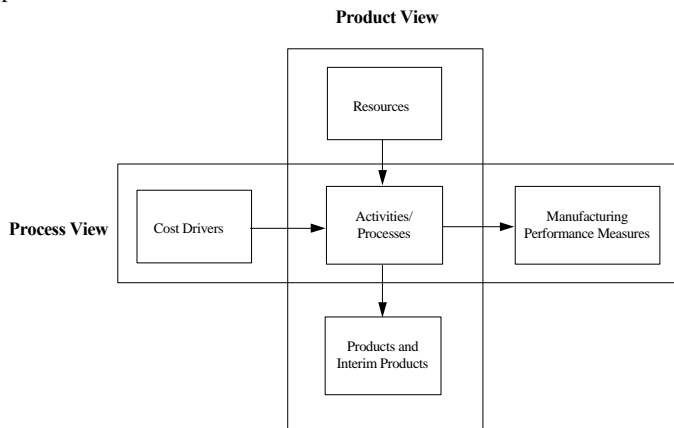 Product View
Resources
Process View
Cost Drivers
Activities/
Processes
Manufacturing
Performance Measures
Products and
Interim Products